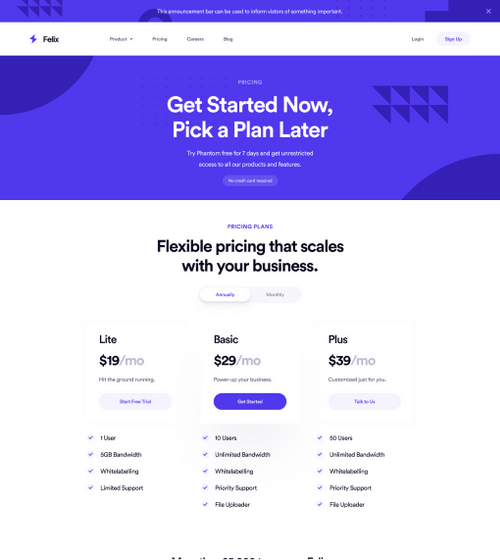 This announcement bar can be used to inform vistors of something important.
Felix
Product
Pricing
Careers
Blog
Login
Sign Up
PRICING
Get Started Now,
Pick a Plan Later
Try Phantom free for 7 days and get unrestricted
access to all our products and features.
No credit card required
PRICING PLANS
Flexible pricing that scales
with your business.
Annually
Monthly
Lite
$19/mo
Hit the ground running.
Start Free Trial
1 User
5GB Bandwidth
Whitelabelling
Limited Support
Basic
$29/mo
Power-up your business.
Get Started
10 Users
Unlimited Bandwidth
Whitelabelling
Priority Support
File Uploader
Plus
$39/mo
Customized just for you.
Talk to Us
50 Users
Unlimited Bandwidth
Whitelabelling
Priority Support
File Uploader